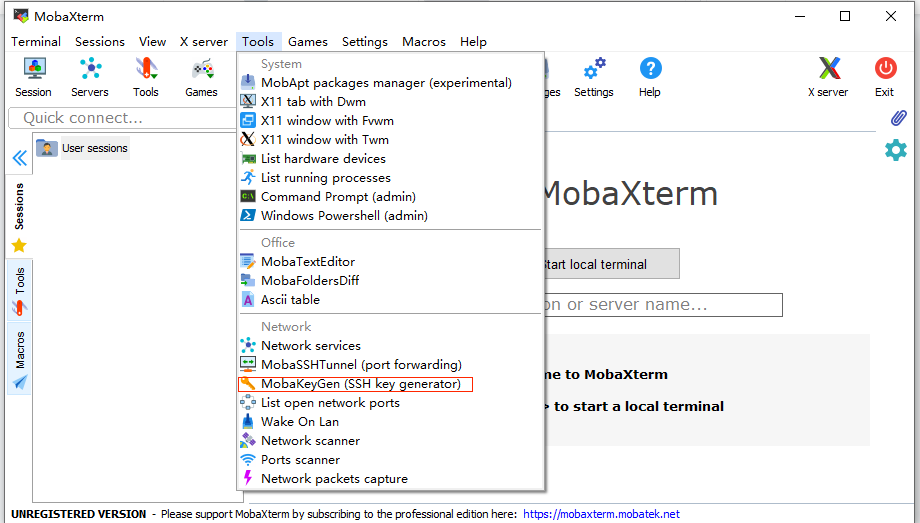 MobaXterm
Terminal Sessions View X server Tools Games Settings Macros Help
Session Servers Tools Games Settings Help X server Exit
Quick connect...
User sessions
Sessions
Tools
Macros
System
MobApt packages manager (experimental)
X11 tab with Dwm
X11 window with Fvwm
X11 window with Twm
List hardware devices
List running processes
Command Prompt (admin)
Windows Powershell (admin)
Office
MobaTextEditor
MobaFoldersDiff
Ascii table
Network
Network services
MobaSSHTunnel (port forwarding)
MobaKeyGen (SSH key generator)
List open network ports
Wake On Lan
Network scanner
Ports scanner
Network packets capture
MobaXterm
Start local terminal
on or server name...
me to MobaXterm
> to start a local terminal
UNREGISTERED VERSION - Please support MobaXterm by subscribing to the professional edition here: https://mobaxterm.mobatek.net